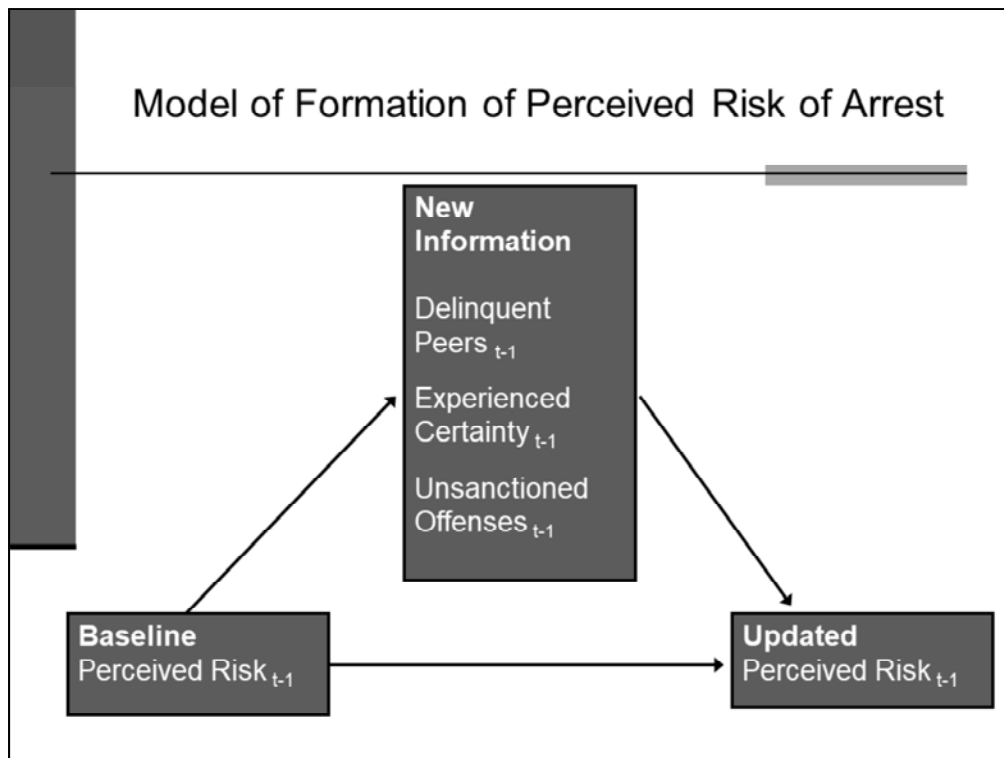 Model of Formation of Perceived Risk of Arrest
New
Information
Delinquent
Peers t-1
Experienced
Certainty t-1
Unsanctioned
Offenses t-1
Baseline
Perceived Risk t-1
Updated
Perceived Risk t-1